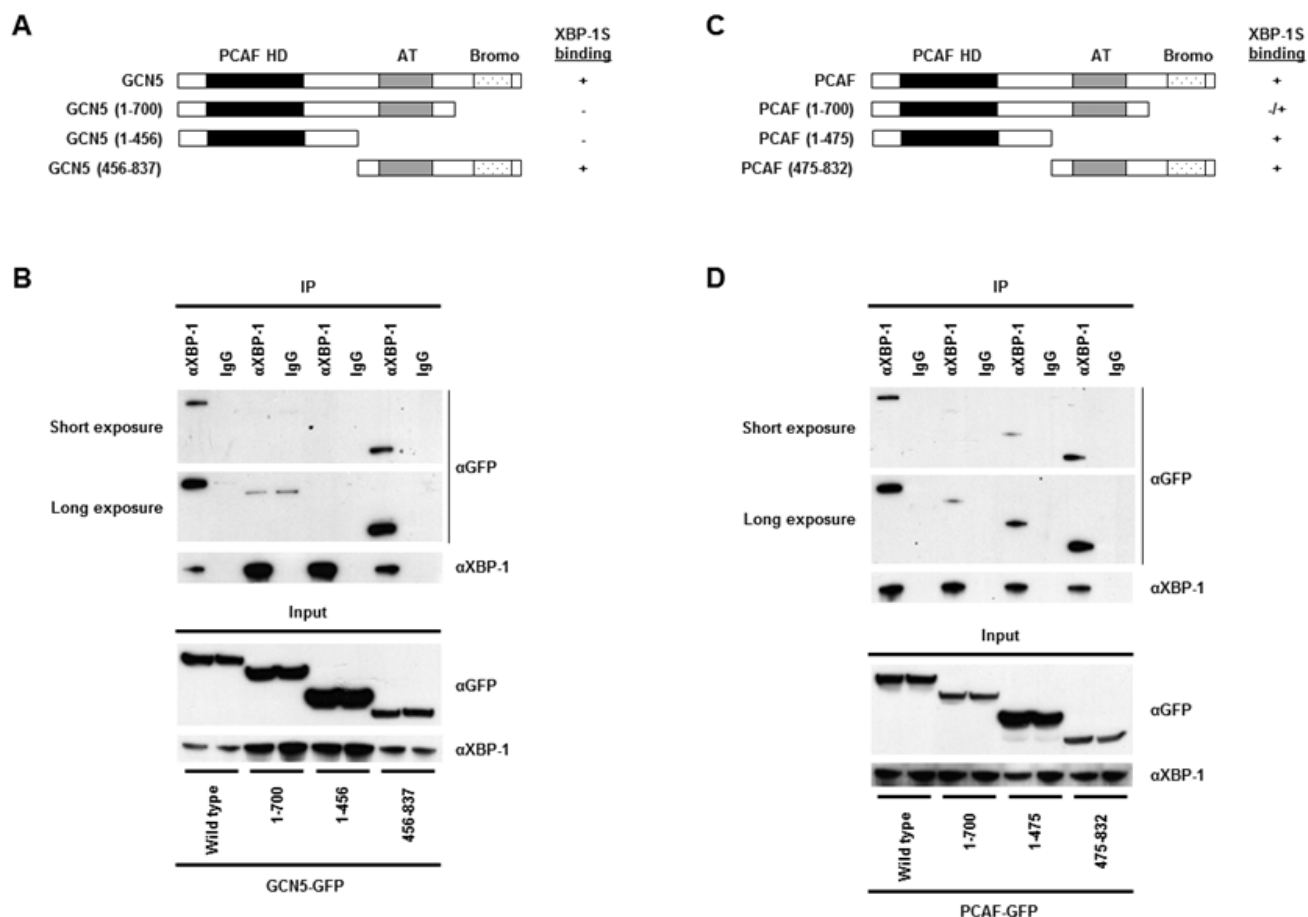 A
PCAF HD AT Bromo XBP-1S binding
GCN5 +
GCN5 (1-700) -
GCN5 (1-456) -
GCN5 (456-837) +
B
IP
αXBP-1 IgG αXBP-1 IgG αXBP-1 IgG αXBP-1 IgG
Short exposure
αGFP
Long exposure
αXBP-1
Input
αGFP
αXBP-1
Wild type 1-700 1-456 456-837
GCN5-GFP
C
PCAF HD AT Bromo XBP-1S binding
PCAF +
PCAF (1-700) -/+
PCAF (1-475) +
PCAF (475-832) +
D
IP
αXBP-1 IgG αXBP-1 IgG αXBP-1 IgG αXBP-1 IgG
Short exposure
αGFP
Long exposure
αXBP-1
Input
αGFP
αXBP-1
Wild type 1-700 1-475 475-832
PCAF-GFP